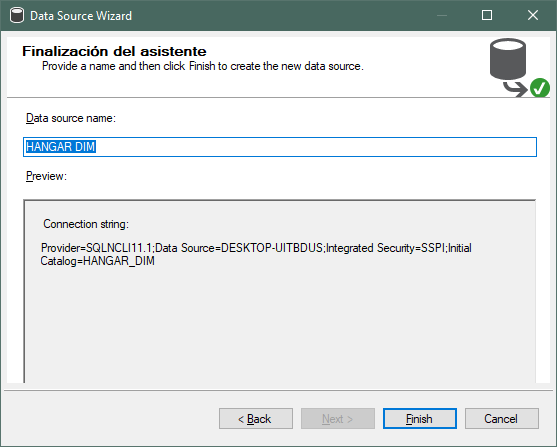 Data Source Wizard
Finalización del asistente
Provide a name and then click Finish to create the new data source.
Data source name:
HANGAR DIM
Preview:
Connection string:
Provider=SQLNCLI11.1;Data Source=DESKTOP-UITBDUS;Integrated Security=SSPI;Initial
Catalog=HANGAR_DIM
< Back
Next >
Finish
Cancel